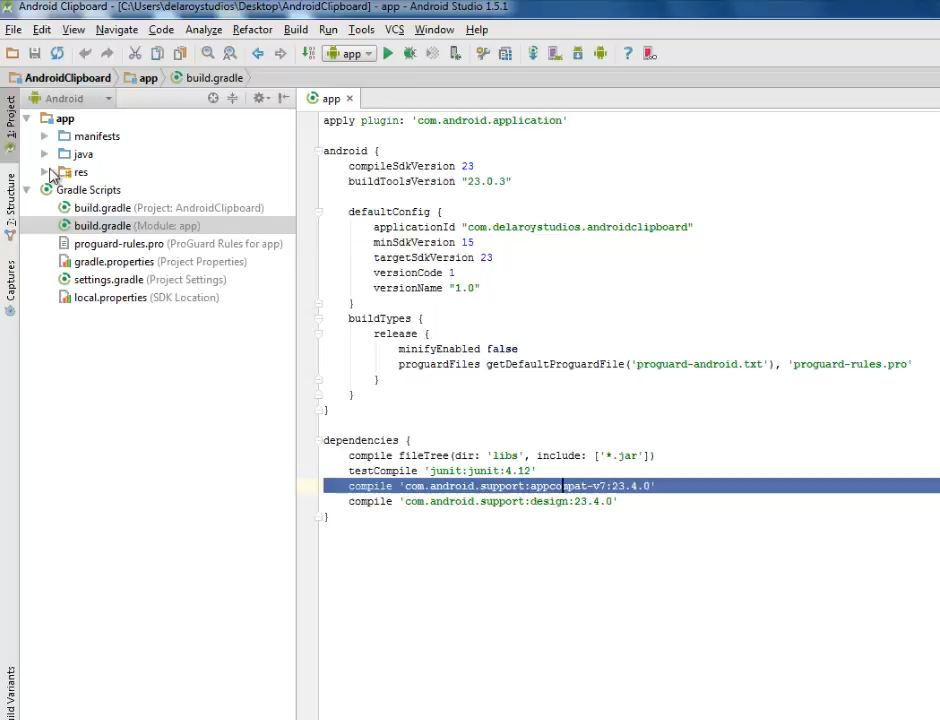 Android Clipboard - [C:\Users\delaroystudios\Desktop\AndroidClipboard] - app - Android Studio 1.5.1
File Edit View Navigate Code Analyze Refactor Build Run Tools VCS Window Help
app
AndroidClipboard app build.gradle
Android
app
1: Project
7: Structure
Captures
app
manifests
java
res
Gradle Scripts
build.gradle (Project: AndroidClipboard)
build.gradle (Module: app)
proguard-rules.pro (ProGuard Rules for app)
gradle.properties (Project Properties)
settings.gradle (Project Settings)
local.properties (SDK Location)
apply plugin: 'com.android.application'
android {
compileSdkVersion 23
buildToolsVersion "23.0.3"
defaultConfig {
applicationId "com.delaroystudios.androidclipboard"
minSdkVersion 15
targetSdkVersion 23
versionCode 1
versionName "1.0"
}
buildTypes {
release {
minifyEnabled false
proguardFiles getDefaultProguardFile('proguard-android.txt'), 'proguard-rules.pro'
}
}
}
dependencies {
compile fileTree(dir: 'libs', include: ['*.jar'])
testCompile 'junit:junit:4.12'
compile 'com.android.support:appcompat-v7:23.4.0'
compile 'com.android.support:design:23.4.0'
}
Variants